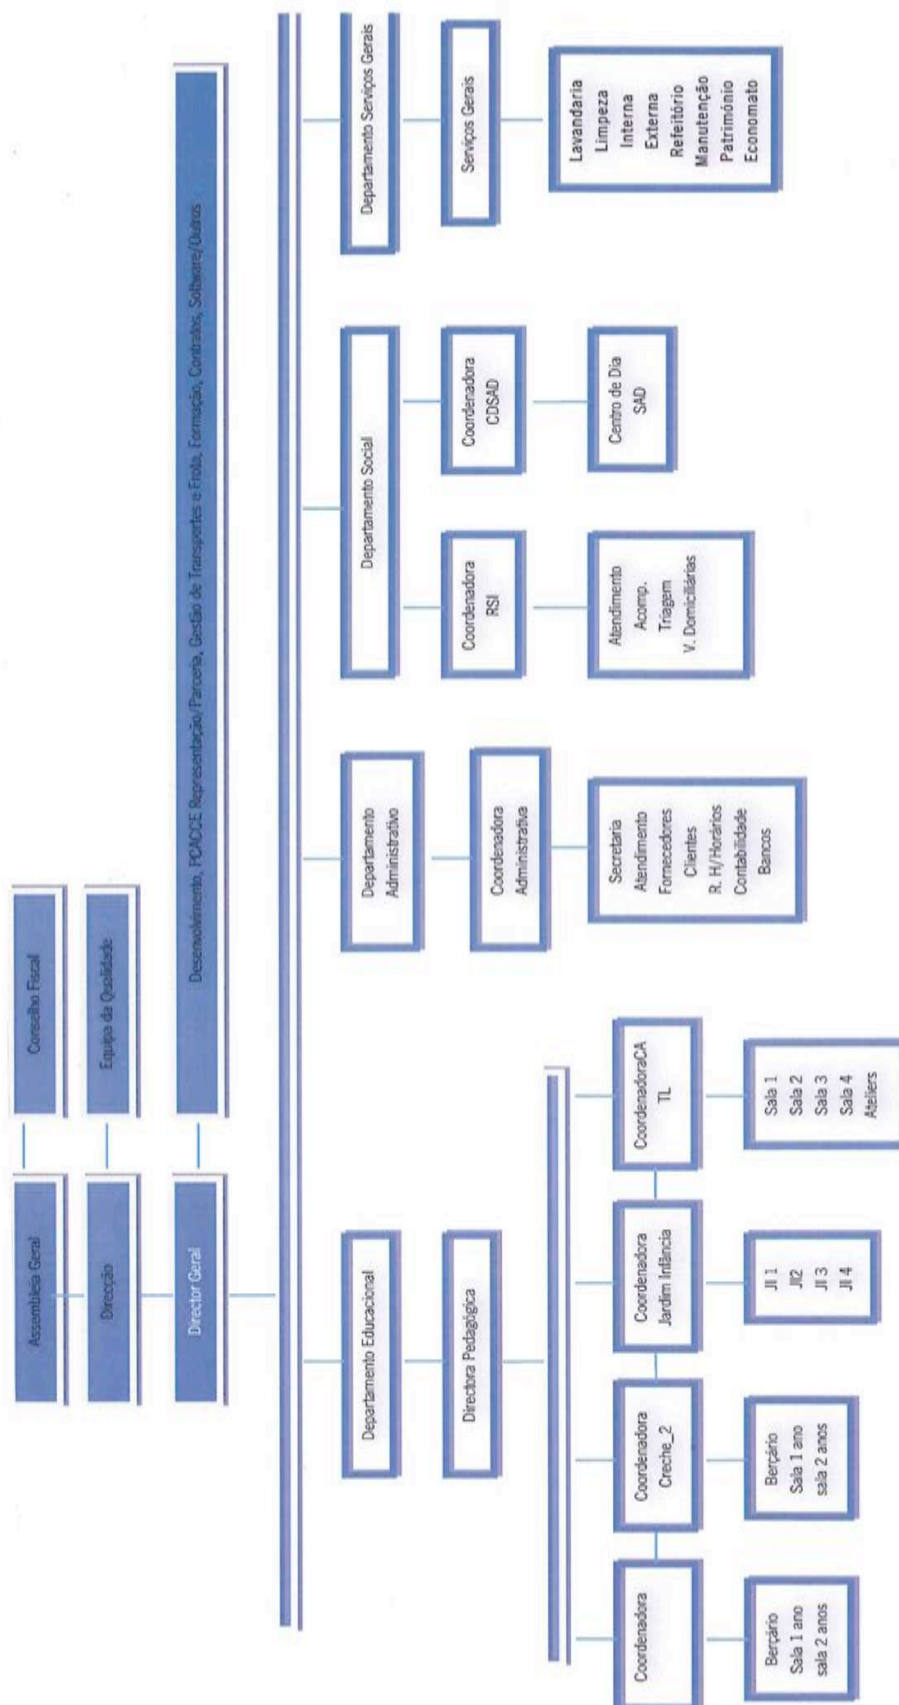 Assembleia Geral
Conselho Fiscal
Direcção
Equipa da Qualidade
Director Geral
Desenvolvimento, PCACCE Representação/Parceria, Gestão de Transportes e Frota, Formação, Contratos, Software/Outros
Departamento Educacional
Departamento
Administrativo
Departamento Social
Departamento Serviços Gerais
Directora Pedagógica
Coordenadora
Administrativa
Coordenadora
RSI
Coordenadora
CDSAD
Serviços Gerais
Secretaria
Atendimento
Fornecedores
Clientes
R. H/Horários
Contabilidade
Bancos
Atendimento
Acomp.
Triagem
V. Domiciliárias
Centro de Dia
SAD
Lavandaria
Limpeza
Interna
Externa
Refeitório
Manutenção
Património
Economato
Coordenadora
Coordenadora
Creche_2
Coordenadora
Jardim Infância
CoordenadoraCA
TL
Berçário
Sala 1 ano
sala 2 anos
Berçário
Sala 1 ano
sala 2 anos
JI 1
JI2
JI 3
JI 4
Sala 1
Sala 2
Sala 3
Sala 4
Ateliers